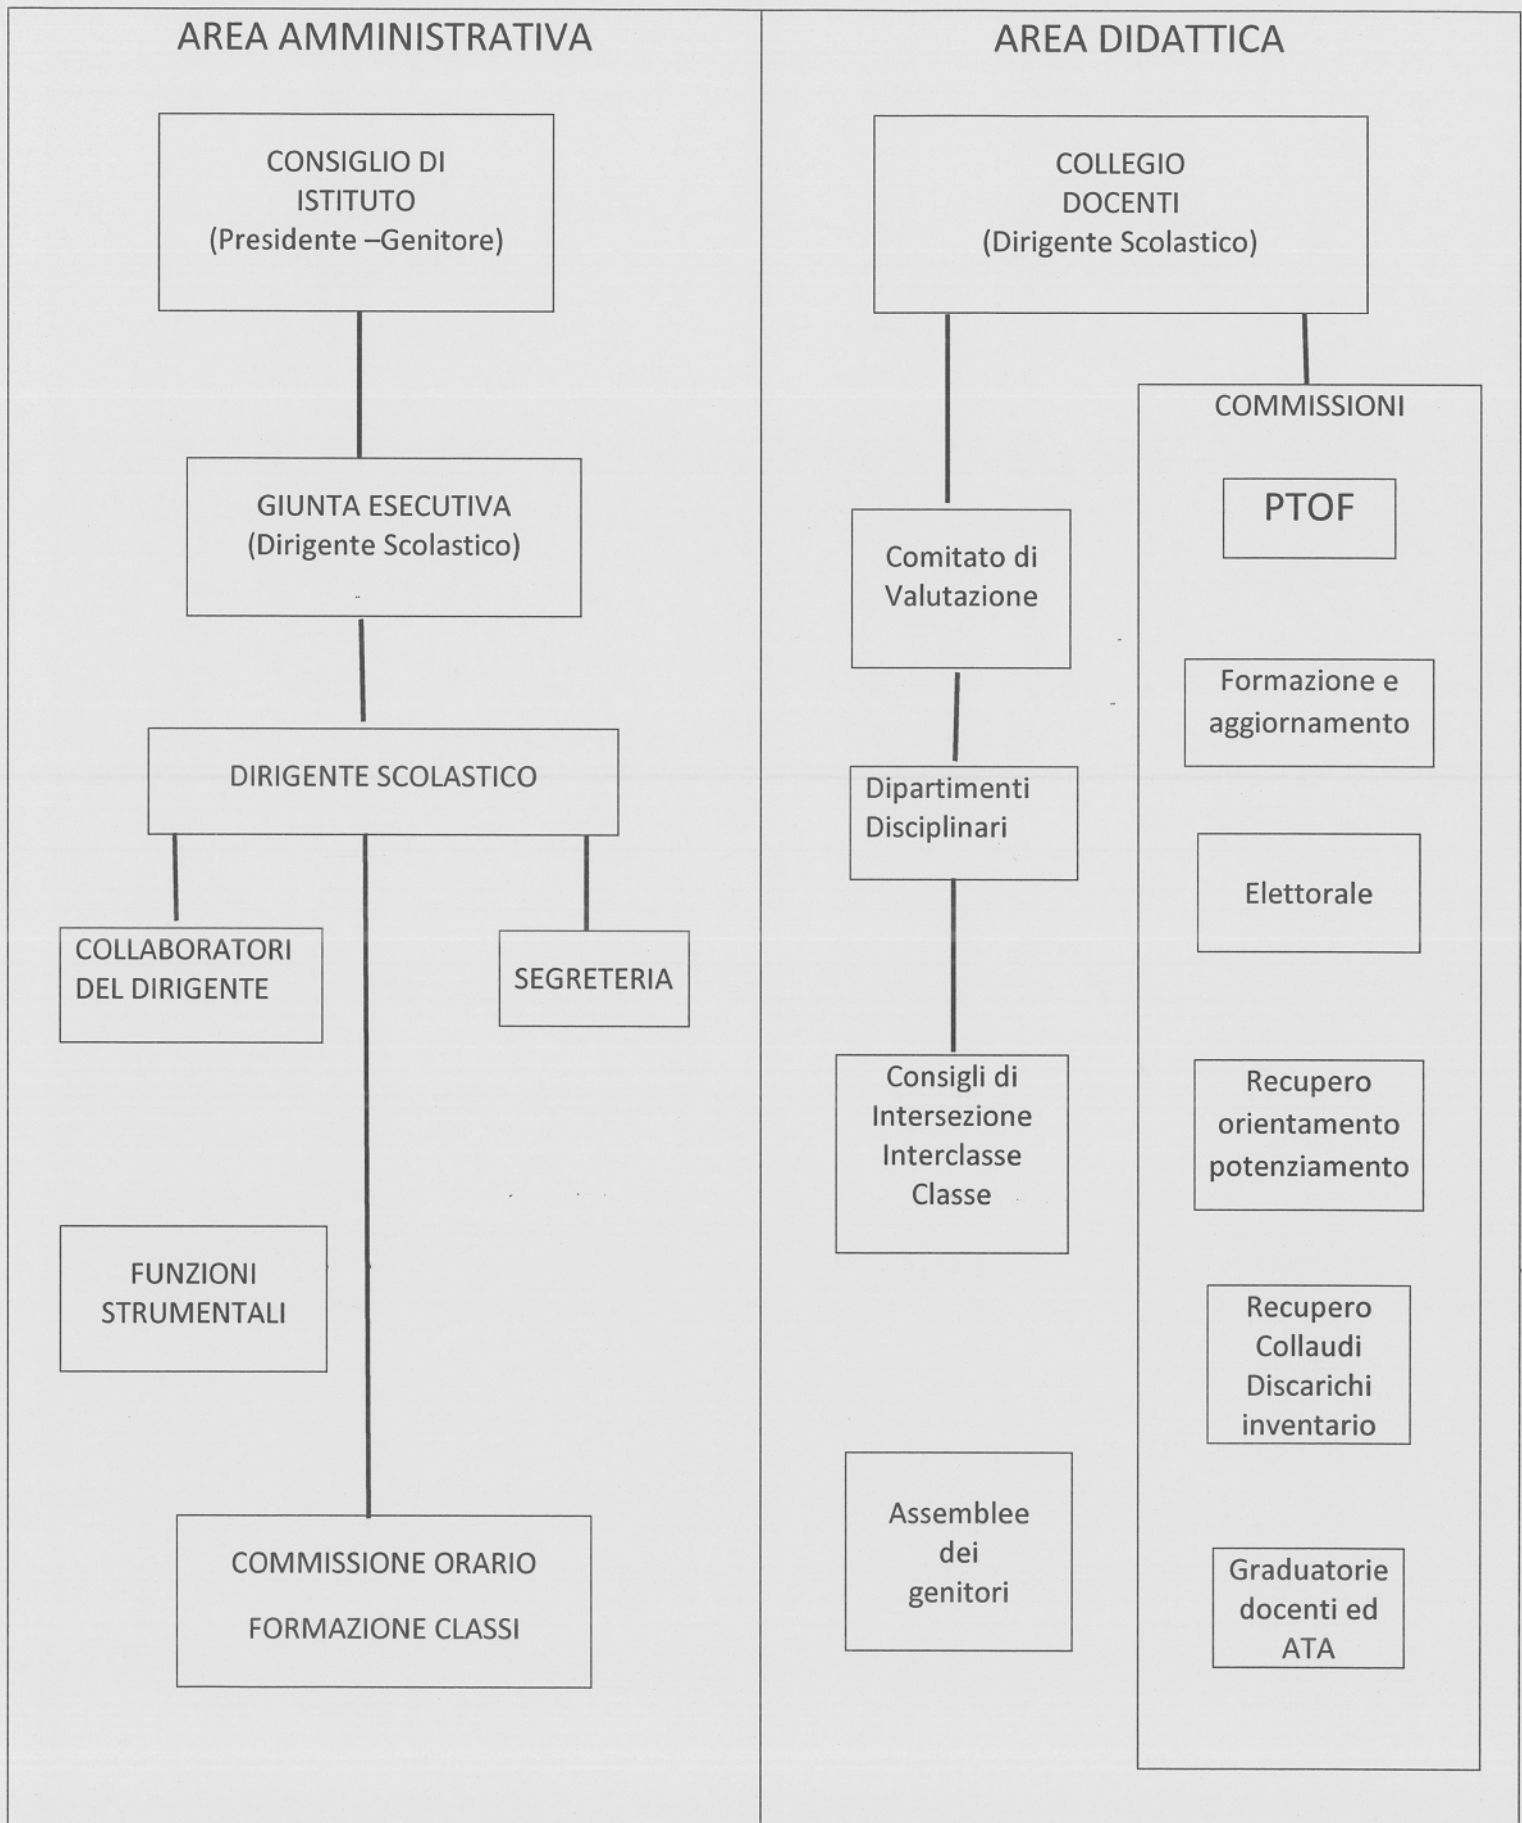 AREA AMMINISTRATIVA
CONSIGLIO DI
ISTITUTO
(Presidente –Genitore)
GIUNTA ESECUTIVA
(Dirigente Scolastico)
DIRIGENTE SCOLASTICO
COLLABORATORI
DEL DIRIGENTE
SEGRETERIA
FUNZIONI
STRUMENTALI
COMMISSIONE ORARIO
FORMAZIONE CLASSI
AREA DIDATTICA
COLLEGIO
DOCENTI
(Dirigente Scolastico)
Comitato di
Valutazione
Dipartimenti
Disciplinari
Consigli di
Intersezione
Interclasse
Classe
Assemblee
dei
genitori
COMMISSIONI
PTOF
Formazione e
aggiornamento
Elettorale
Recupero
orientamento
potenziamento
Recupero
Collaudi
Discarichi
inventario
Graduatorie
docenti ed
ATA